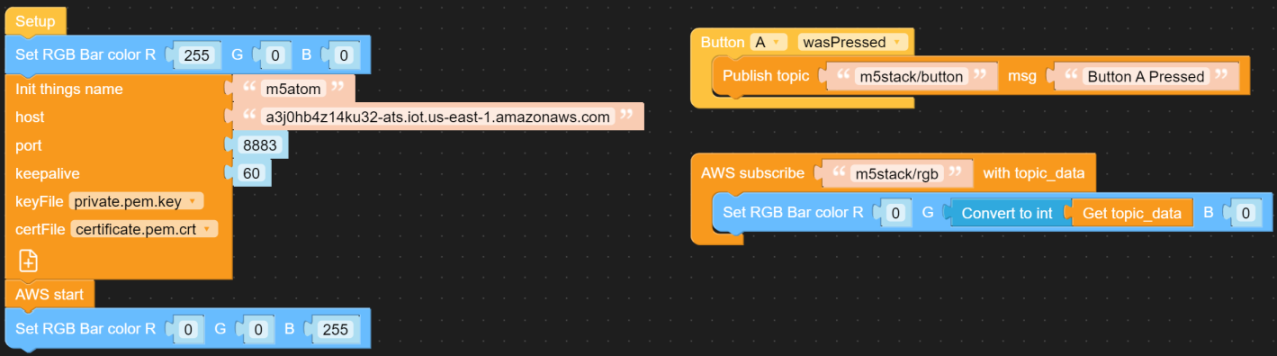 Setup
Set RGB Bar color R 255 G 0 B 0
Init things name “ m5atom ”
host “ a3j0hb4z14ku32-ats.iot.us-east-1.amazonaws.com ”
port 8883
keepalive 60
keyFile private.pem.key
certFile certificate.pem.crt
AWS start
Set RGB Bar color R 0 G 0 B 255
Button A wasPressed
Publish topic “ m5stack/button ” msg “ Button A Pressed ”
AWS subscribe “ m5stack/rgb ” with topic_data
Set RGB Bar color R 0 G Convert to int Get topic_data B 0